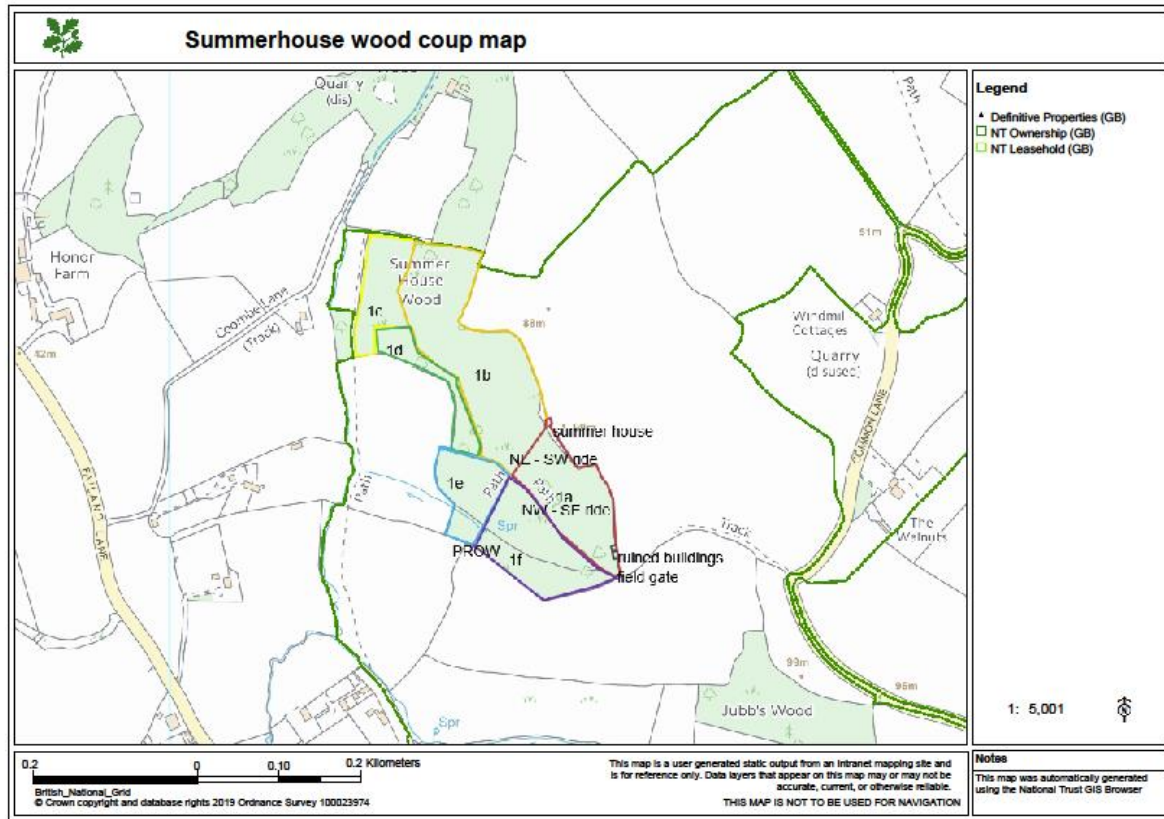 Summerhouse wood coup map
Quarry
(dis)
Path
Legend
Definitive Properties (GB)
NT Ownership (GB)
NT Leasehold (GB)
Honor
Farm
Summer
House
Wood
Coombe Lane
(Track)
1c
1d
1b
88m
51m
Windmill
Cottages
Quarry
(disused)
COMMON LANE
summer house
NE - SW ride
1e
Path
Path
1a
NW - SE ride
Path
Spr
PROW
1f
Track
ruined buildings
field gate
The
Walnuts
FAILAND LANE
99m
Jubb's Wood
Spr
1: 5,001
0.2
0
0.10
0.2 Kilometers
British_National_Grid
© Crown copyright and database rights 2019 Ordnance Survey 100023974
This map is a user generated static output from an Intranet mapping site and
is for reference only. Data layers that appear on this map may or may not be
accurate, current, or otherwise reliable.
THIS MAP IS NOT TO BE USED FOR NAVIGATION
Notes
This map was automatically generated
using the National Trust GIS Browser